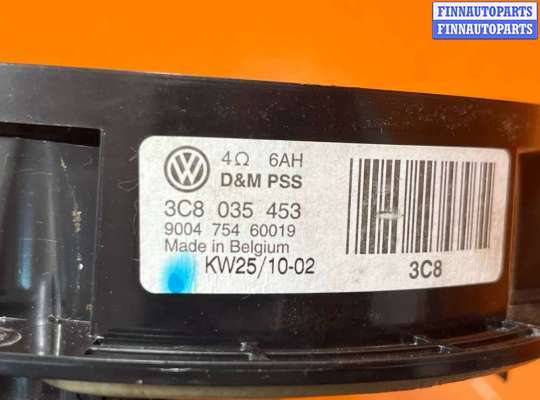 FINNAUTOPARTS
FINNAUTOPARTS
4Ω 6AH
D&M PSS
3C8 035 453
9004 754 60019
Made in Belgium
KW25/10-02
3C8